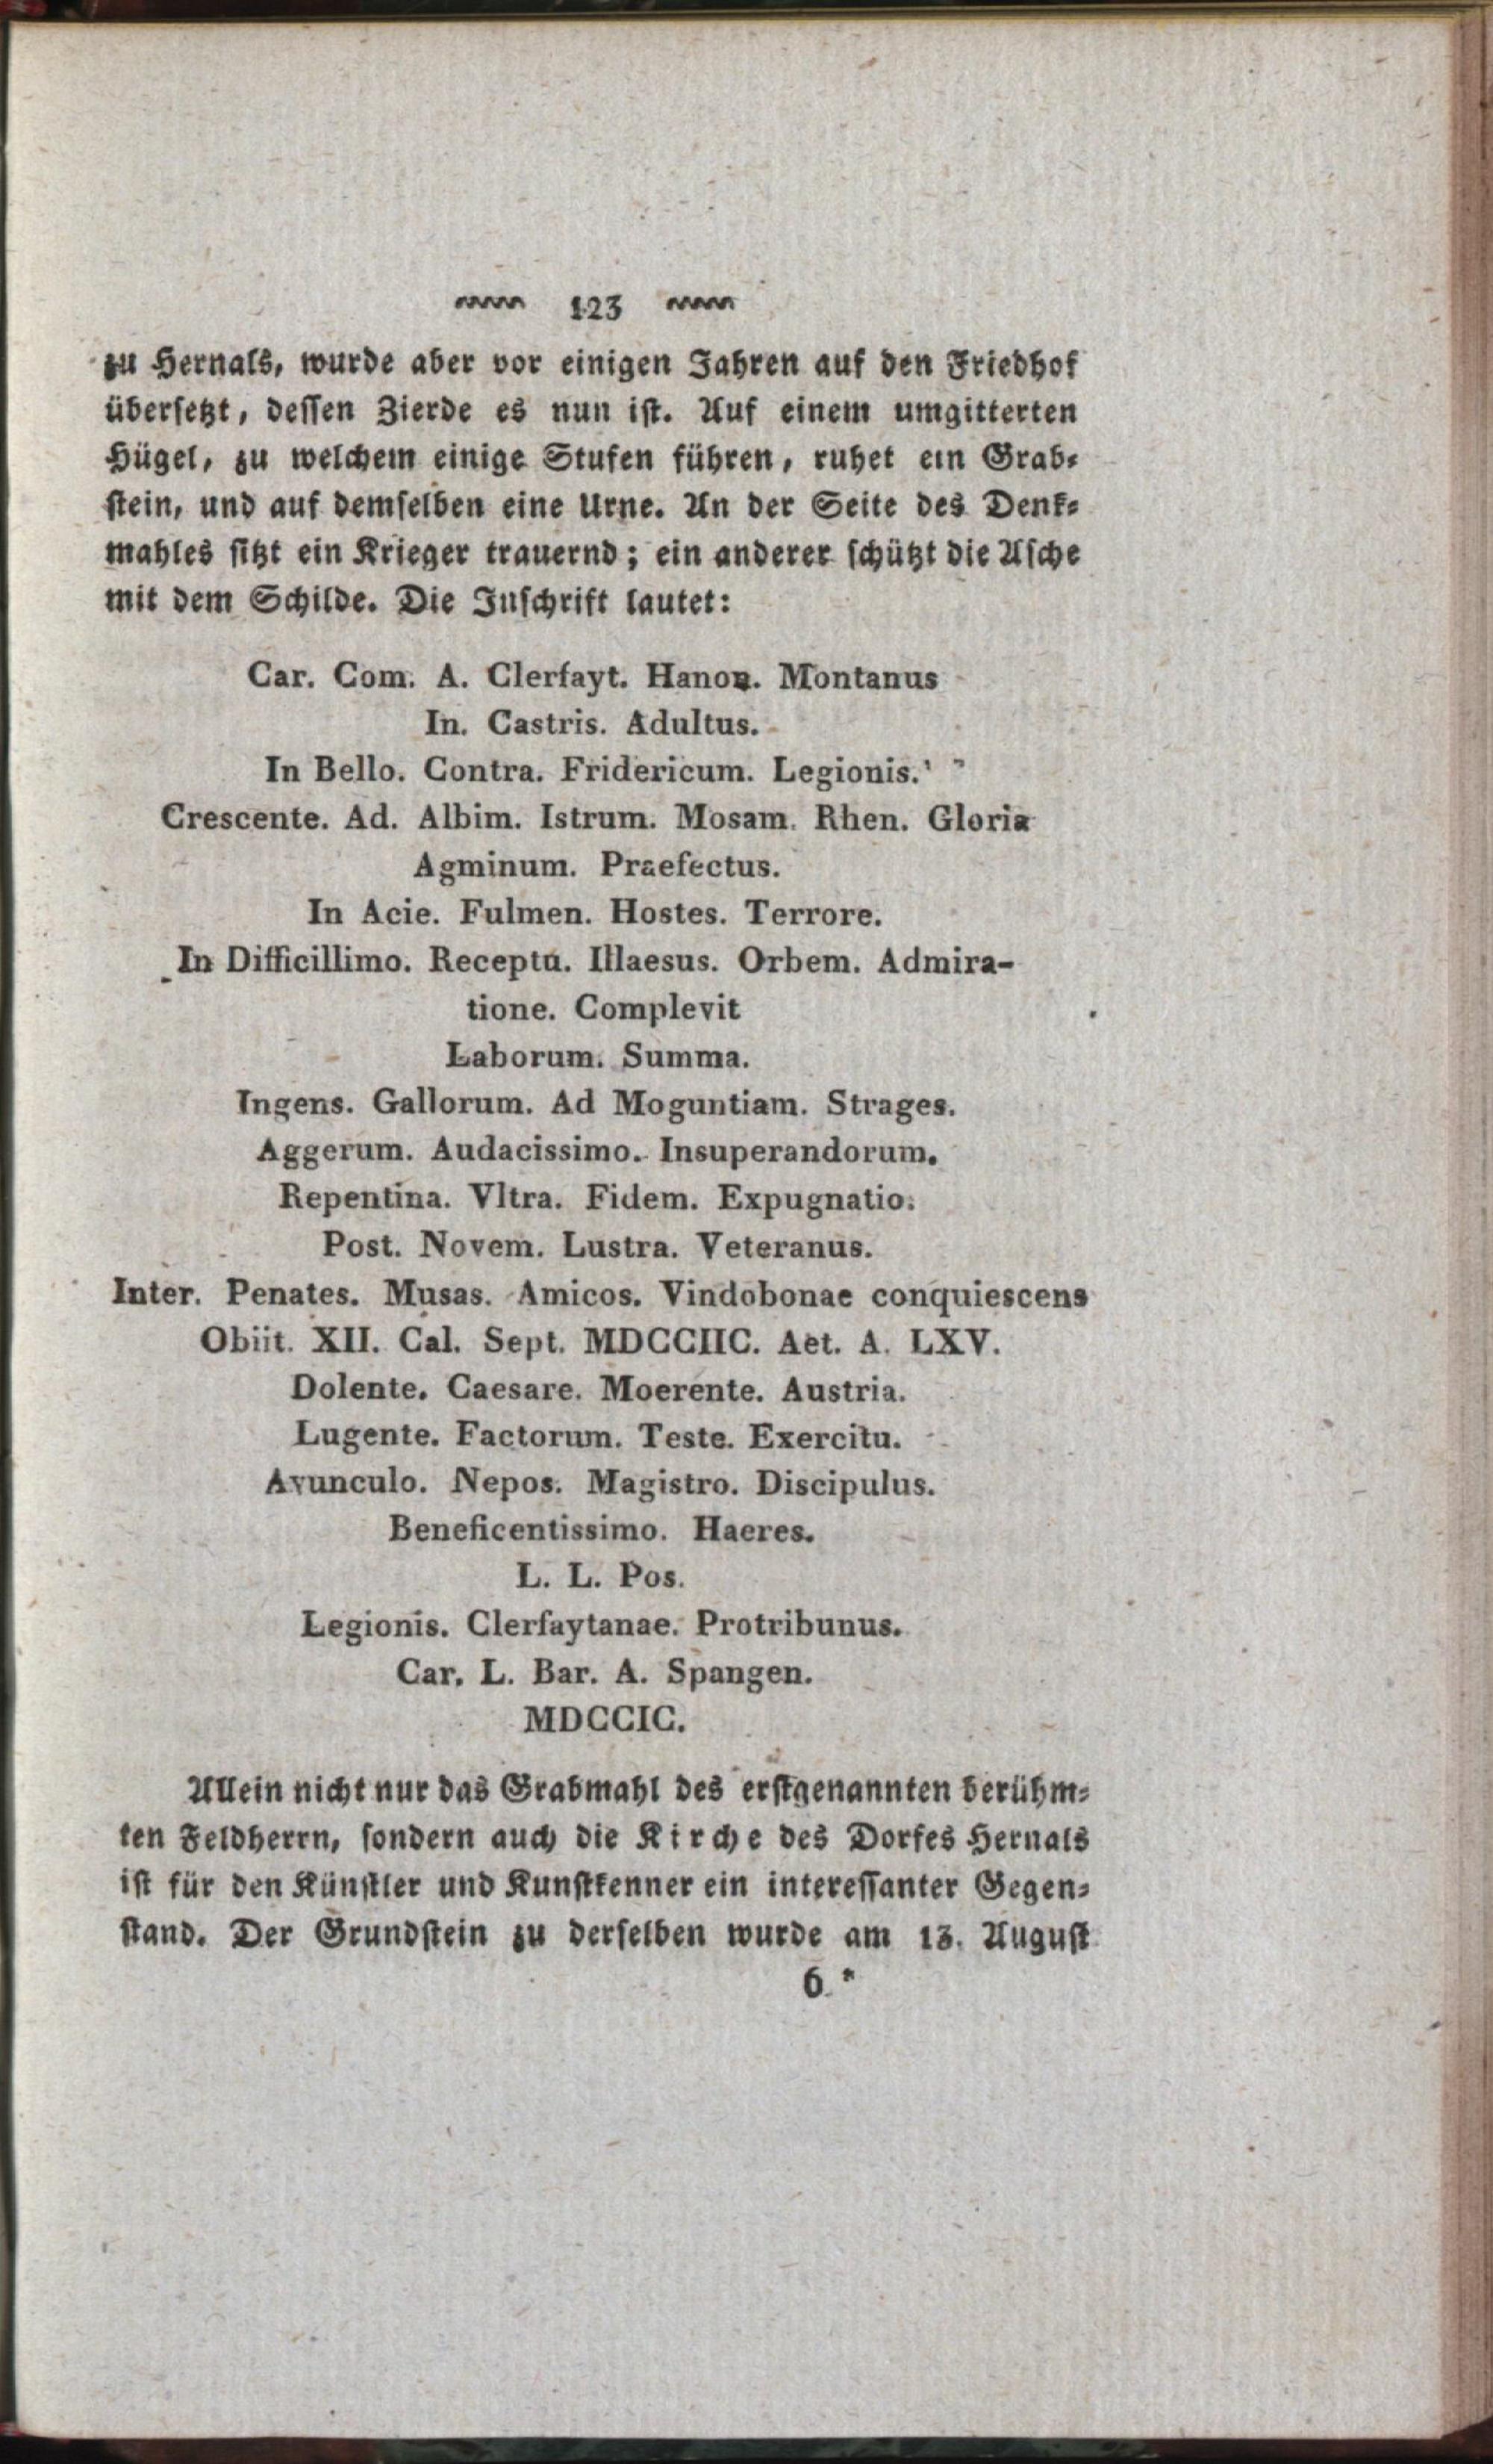 123
zu Hernals, wurde aber vor einigen Jahren auf den Friedhof
übersetzt, dessen Zierde es nun ist. Auf einem umgitterten
Hügel, zu welchem einige Stufen führen, ruhet ein Grab-
stein, und auf demselben eine Urne. An der Seite des Denk-
mahles sitzt ein Krieger trauernd; ein anderer schützt die Asche
mit dem Schilde. Die Inschrift lautet:
Car. Com. A. Clerfayt. Hanon. Montanus
In. Castris. Adultus.
In Bello. Contra. Fridericum. Legionis.
Crescente. Ad. Albim. Istrum. Mosam. Rhen. Gloria
Agminum. Praefectus.
In Acie. Fulmen. Hostes. Terrore.
In Difficillimo. Receptu. Illaesus. Orbem. Admira-
tione. Complevit
Laborum. Summa.
Ingens. Gallorum. Ad Moguntiam. Strages.
Aggerum. Audacissimo. Insuperandorum.
Repentina. Vltra. Fidem. Expugnatio.
Post. Novem. Lustra. Veteranus.
Inter. Penates. Musas. Amicos. Vindobonae conquiescens
Obiit. XII. Cal. Sept. MDCCIIC. Aet. A. LXV.
Dolente. Caesare. Moerente. Austria.
Lugente. Factorum. Teste. Exercitu.
Avunculo. Nepos. Magistro. Discipulus.
Beneficentissimo. Haeres.
L. L. Pos.
Legionis. Clerfaytanae. Protribunus.
Car. L. Bar. A. Spangen.
MDCCIC.
Allein nicht nur das Grabmahl des erstgenannten berühm-
ten Feldherrn, sondern auch die Kirche des Dorfes Hernals
ist für den Künstler und Kunstkenner ein interessanter Gegen-
stand. Der Grundstein zu derselben wurde am 13. August
6 *